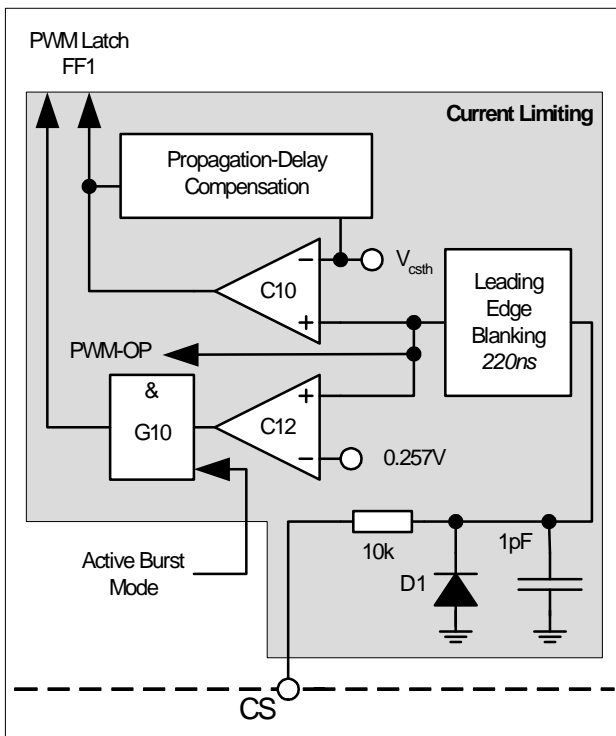 PWM Latch
FF1
Current Limiting
Propagation-Delay
Compensation
Vcsth
C10
Leading
Edge
Blanking
220ns
PWM-OP
&
G10
C12
0.257V
Active Burst
Mode
10k
1pF
D1
CS